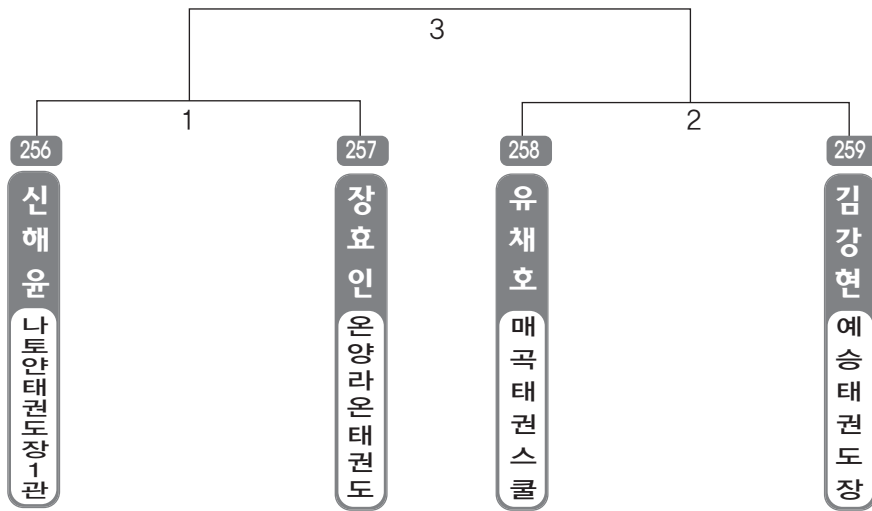 3
1
2
256
257
258
259
신해윤
장효인
유채호
김강현
나토얀태권도장1관
온양라온태권도
매곡태권스쿨
예승태권도장